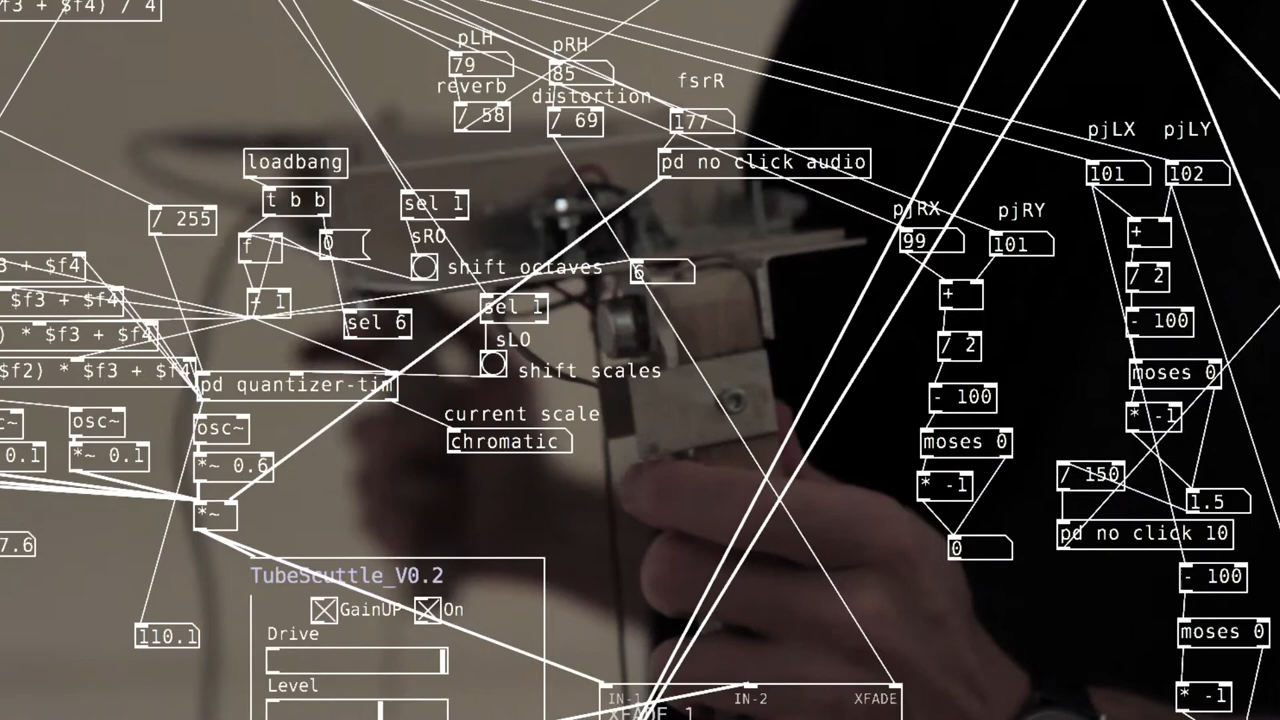 f3 + $f4) / 4
pLH
pRH
79
85
fsrR
reverb
distortion
/ 58
/ 69
177
pjLX
pjLY
loadbang
pd no click audio
101
102
t b b
sel 1
/ 255
pjRX
pjRY
f
0
sRO
99
101
+
3 + $f4
shift octaves
6
/ 2
$f3 + $f4
+ 1
sel 1
+
sel 6
- 100
) * $f3 + $f4
sLO
/ 2
$f2) * $f3 + $f4
shift scales
moses 0
pd quantizer-tim
- 100
osc~
osc~
current scale
* -1
chromatic
moses 0
0.1
*~ 0.1
*~ 0.6
* -1
/ 150
1.5
*~
pd no click 10
7.6
0
TubeScuttle_V0.2
- 100
GainUP
On
110.1
Drive
moses 0
Level
IN-1
IN-2
XFADE
* -1
XFADE 1